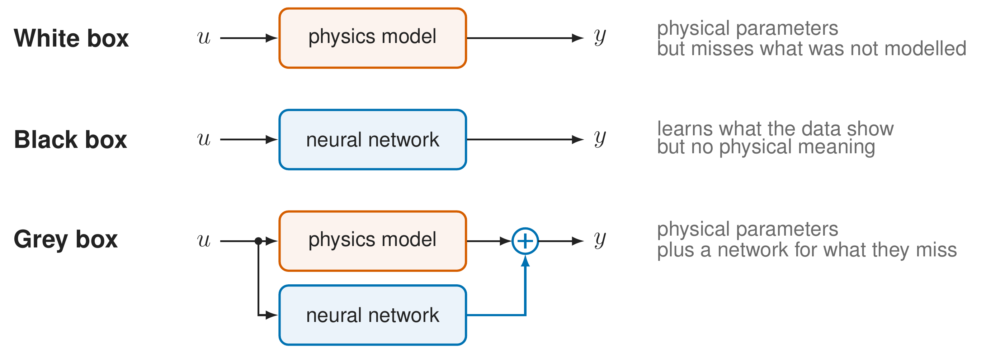 White box
u
physics model
y
physical parameters
but misses what was not modelled
Black box
u
neural network
y
learns what the data show
but no physical meaning
Grey box
u
physics model
+
y
physical parameters
plus a network for what they miss
neural network